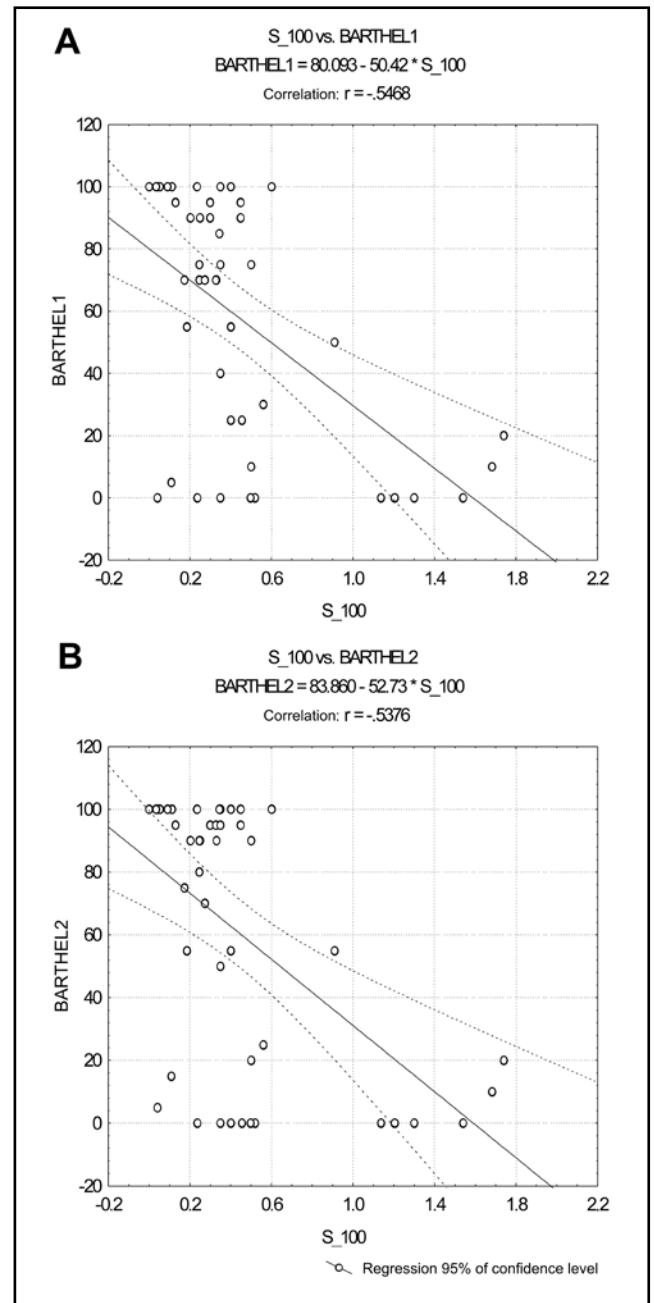 A
S_100 vs. BARTHEL1
BARTHEL1 = 80.093 - 50.42 * S_100
Correlation: r = -.5468
120
100
80
60
40
20
0
-20
BARTHEL1
-0.2 0.2 0.6 1.0 1.4 1.8 2.2
S_100
B
S_100 vs. BARTHEL2
BARTHEL2 = 83.860 - 52.73 * S_100
Correlation: r = -.5376
120
100
80
60
40
20
0
-20
BARTHEL2
-0.2 0.2 0.6 1.0 1.4 1.8 2.2
S_100
Regression 95% of confidence level